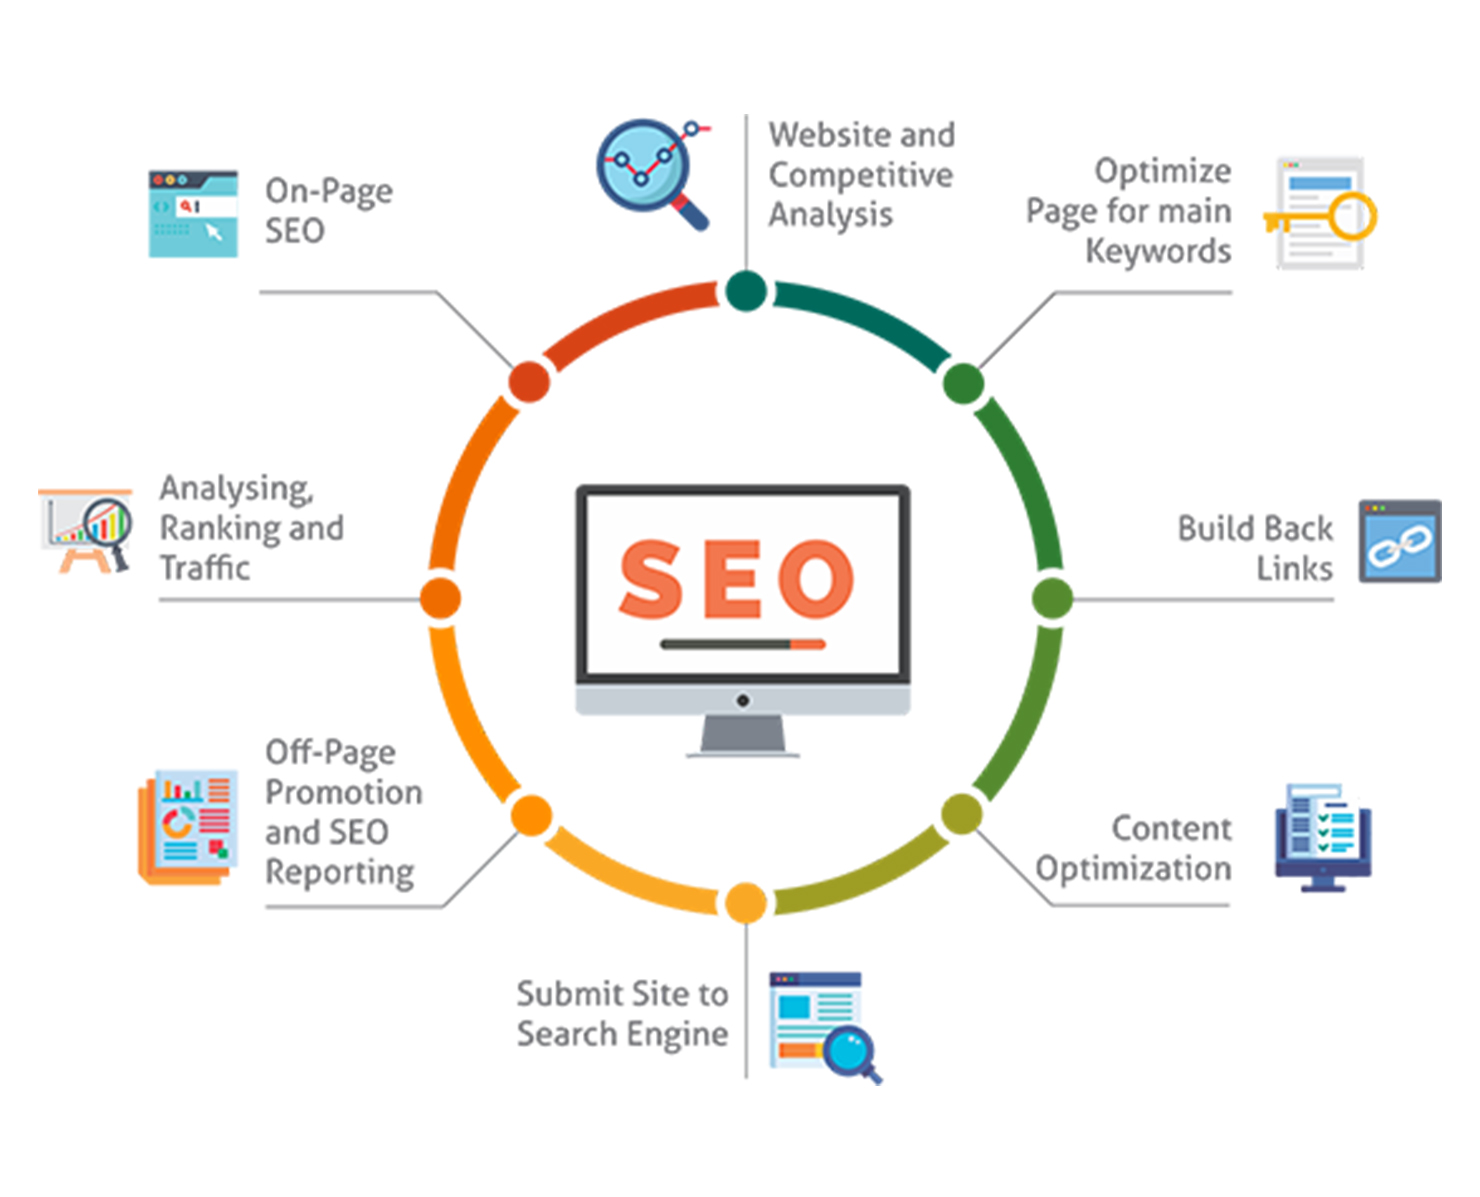 Website and
Competitive
Analysis
Optimize
Page for main
Keywords
On-Page
SEO
Analysing,
Ranking and
Traffic
Build Back
Links
SEO
Off-Page
Promotion
and SEO
Reporting
Content
Optimization
Submit Site to
Search Engine